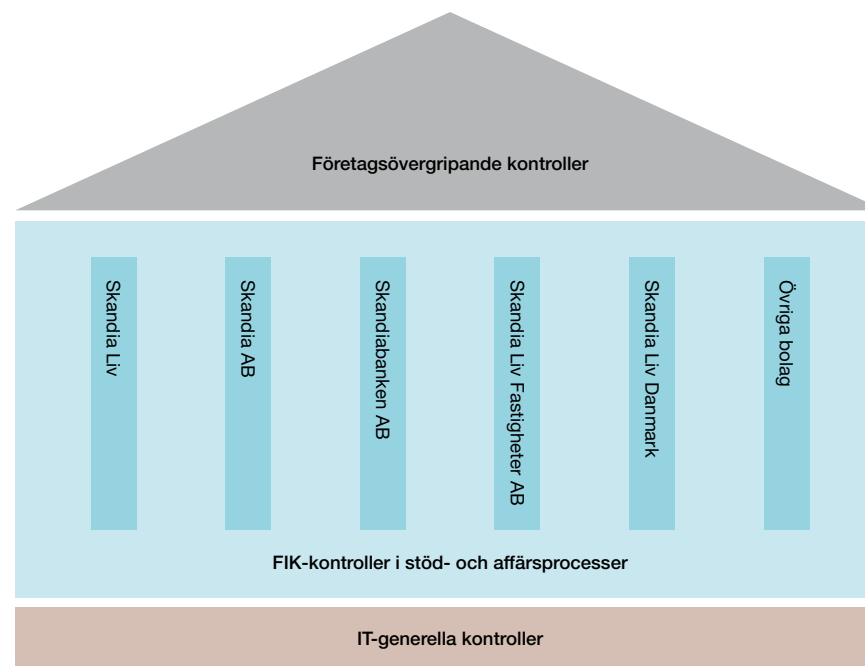 Företagsövergripande kontroller
Skandia Liv
Skandia AB
Skandiabanken AB
Skandia Liv Fastigheter AB
Skandia Liv Danmark
Övriga bolag
FIK-kontroller i stöd- och affärsprocesser
IT-generella kontroller